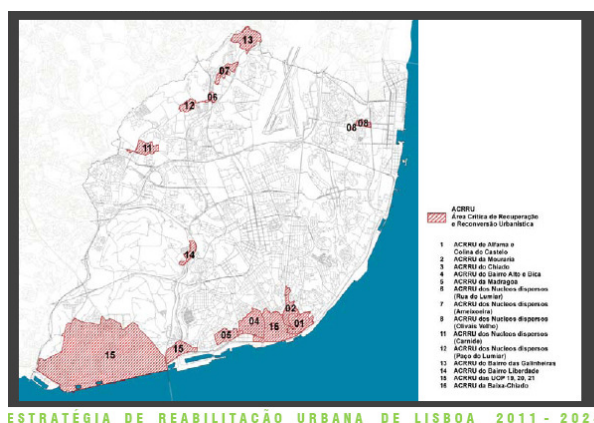 13
07
06
12
08 08
11
14
02
04 16 01
05
15
15
ACRRU
Área Crítica de Recuperação
e Reconversão Urbanística
1 ACRRU de Alfama e
Colina do Castelo
2 ACRRU da Mouraria
3 ACRRU do Chiado
4 ACRRU do Bairro Alto e Bica
5 ACRRU da Madragoa
6 ACRRU dos Nucleos dispersos
(Rua do Lumiar)
7 ACRRU dos Nucleos dispersos
(Ameixoeira)
8 ACRRU dos Nucleos dispersos
(Olivais Velho)
11 ACRRU dos Nucleos dispersos
(Carnide)
12 ACRRU dos Nucleos dispersos
(Paço do Lumiar)
13 ACRRU do Bairro das Galinheiras
14 ACRRU do Bairro Liberdade
15 ACRRU das UOP 19, 20, 21
16 ACRRU da Baixa-Chiado
ESTRATÉGIA DE REABILITAÇÃO URBANA DE LISBOA 2011 - 202